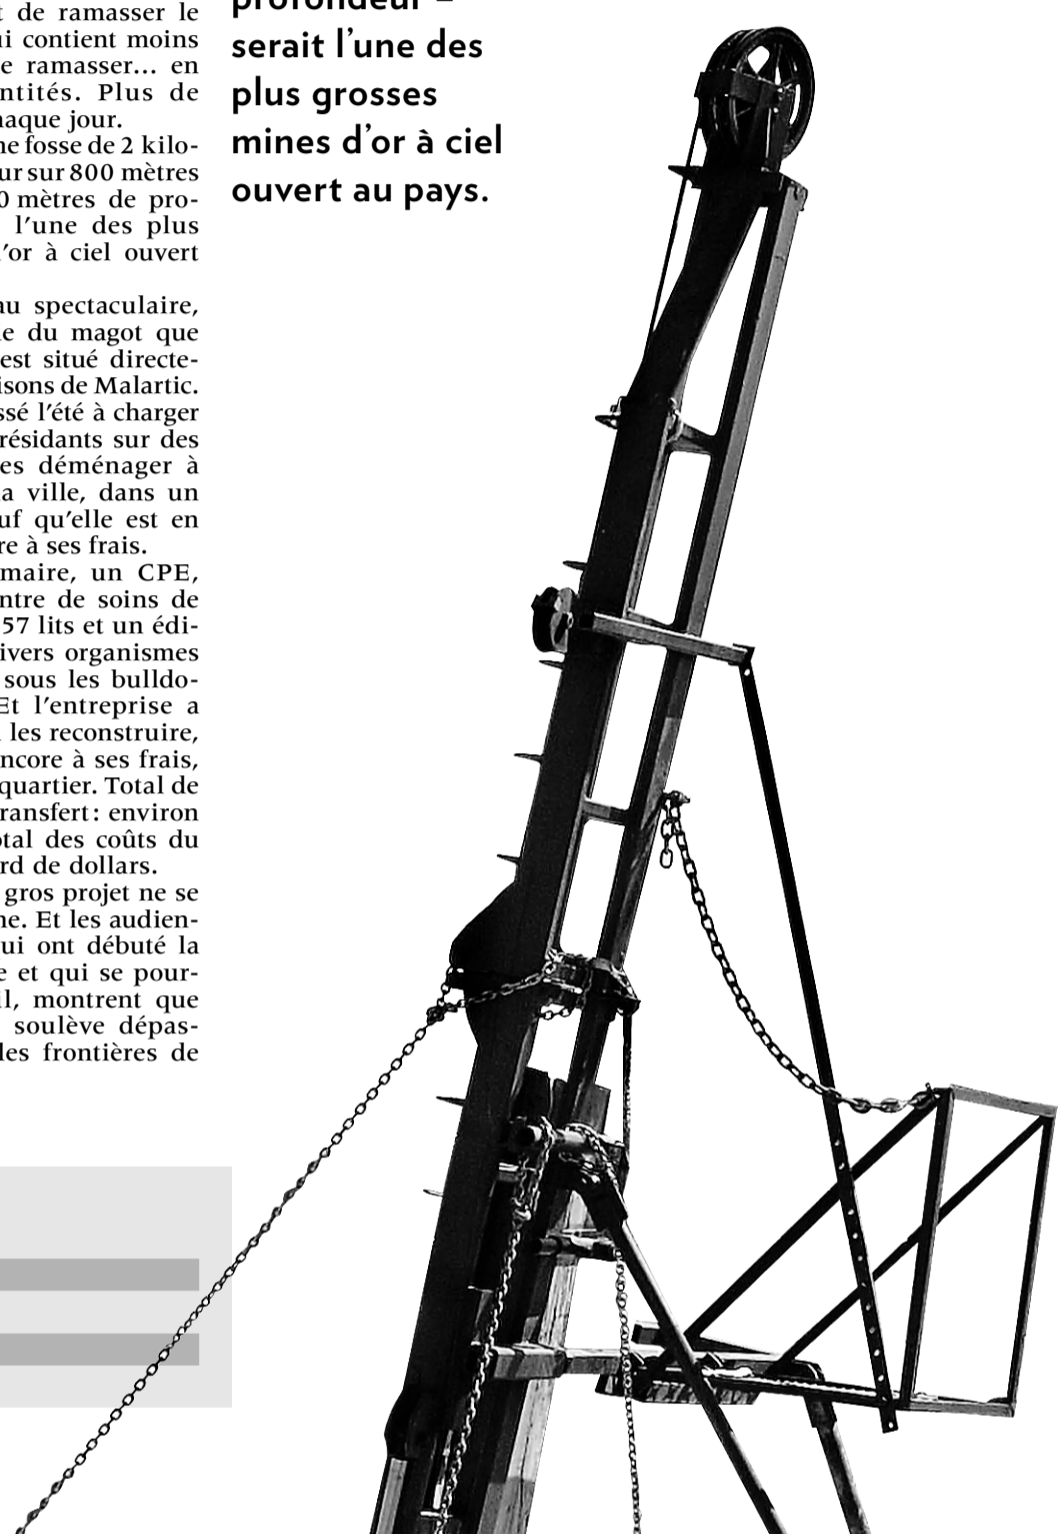 t de ramasser le
ui contient moins
e ramasser... en
ntités. Plus de
haque jour.
ne fosse de 2 kilo-
ur sur 800 mètres
0 mètres de pro-
l'une des plus
l'or à ciel ouvert
au spectaculaire,
e du magot que
est situé directe-
isons de Malartic.
ssé l'été à charger
résidants sur des
es déménager à
la ville, dans un
uf qu'elle est en
re à ses frais.
maire, un CPE,
ntre de soins de
57 lits et un édi-
ivers organismes
sous les bulldo-
Et l'entreprise a
les reconstruire,
ncore à ses frais,
quartier. Total de
ransfert : environ
otal des coûts du
rd de dollars.
gros projet ne se
ne. Et les audien-
ui ont débuté la
e et qui se pour-
il, montrent que
soulève dépas-
les frontières de
profondeur –
serait l'une des
plus grosses
mines d'or à ciel
ouvert au pays.